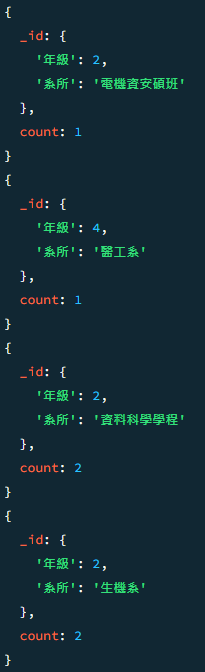 {
_id: {
'年級': 2,
'系所': '電機資安碩班'
},
count: 1
}
{
_id: {
'年級': 4,
'系所': '醫工系'
},
count: 1
}
{
_id: {
'年級': 2,
'系所': '資料科學學程'
},
count: 2
}
{
_id: {
'年級': 2,
'系所': '生機系'
},
count: 2
}